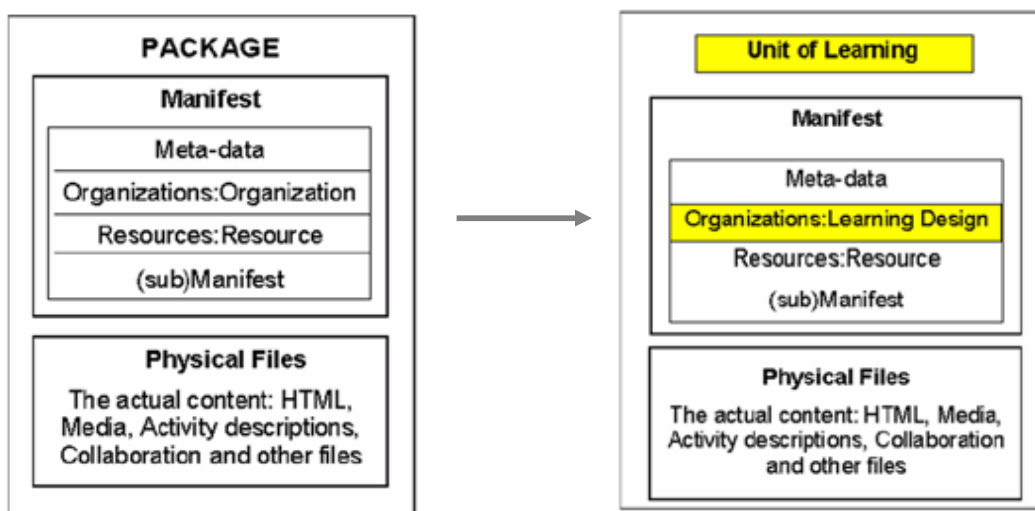 PACKAGE
Manifest
Meta-data
Organizations:Organization
Resources:Resource
(sub)Manifest
Physical Files
The actual content: HTML,
Media, Activity descriptions,
Collaboration and other files
Unit of Learning
Manifest
Meta-data
Organizations:Learning Design
Resources:Resource
(sub)Manifest
Physical Files
The actual content: HTML, Media,
Activity descriptions, Collaboration
and other files